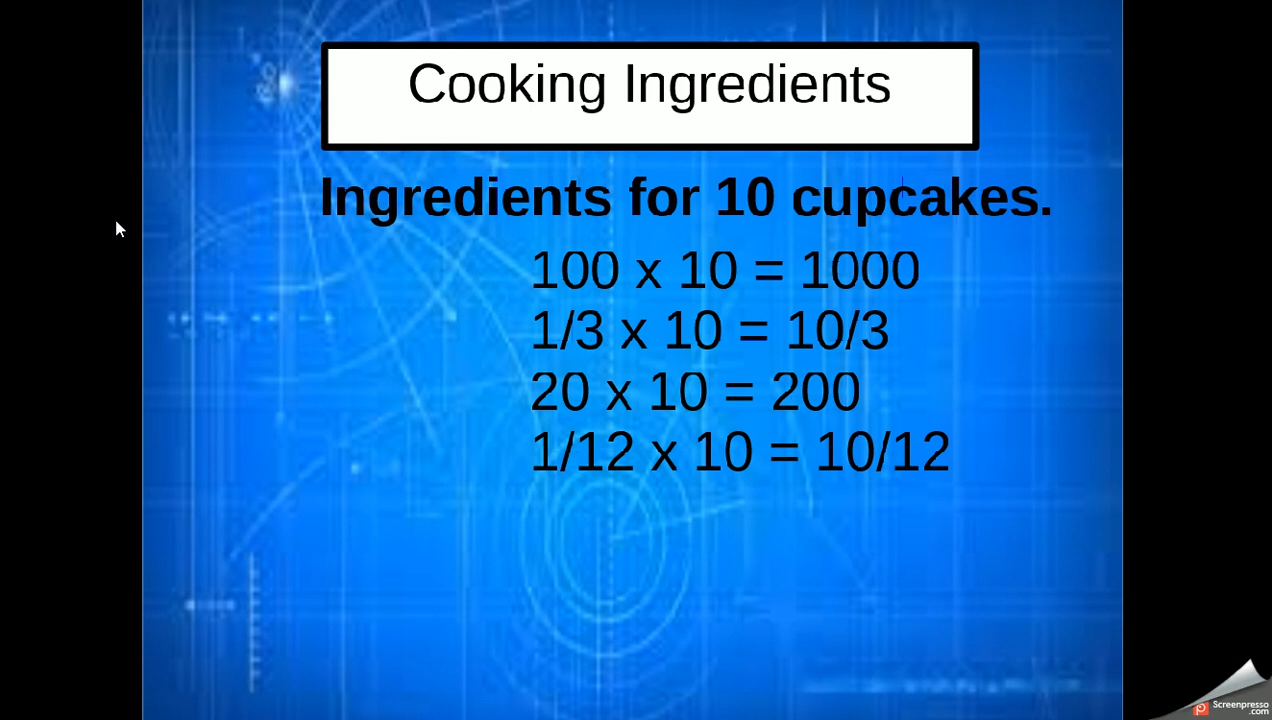 Cooking Ingredients
Ingredients for 10 cupcakes.
100 x 10 = 1000
1/3 x 10 = 10/3
20 x 10 = 200
1/12 x 10 = 10/12
Screenpresso
.com